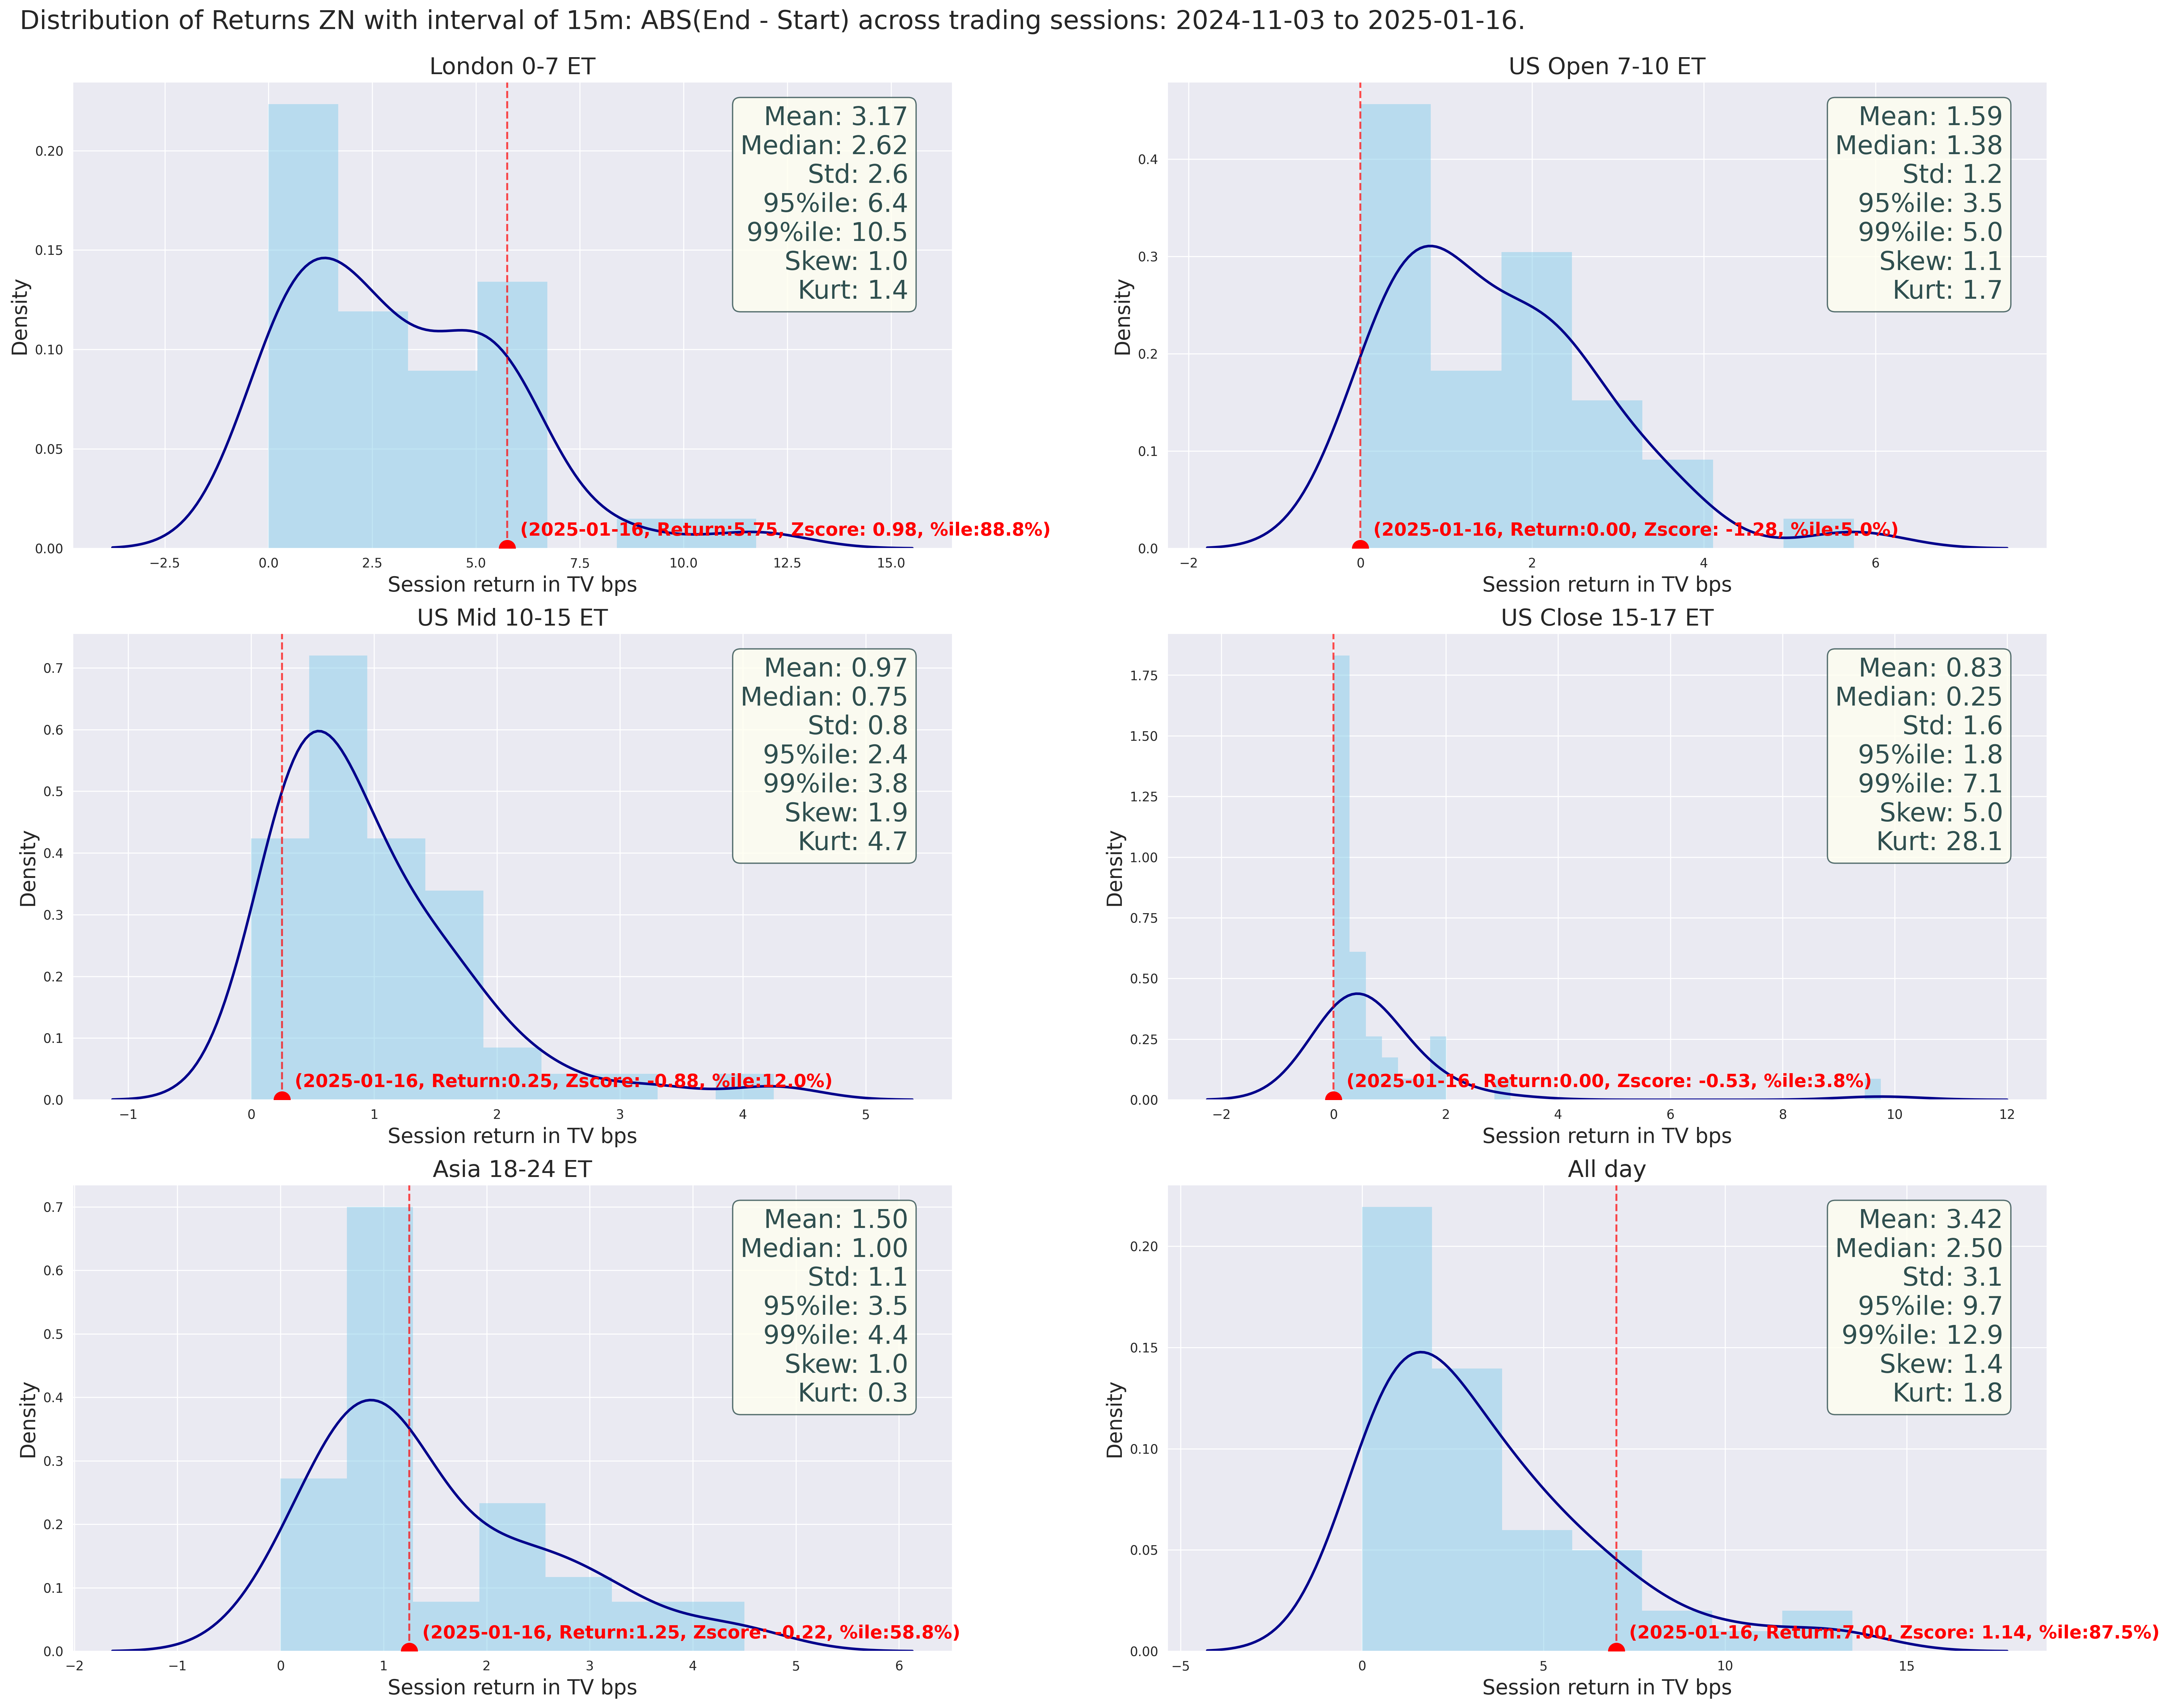 Distribution of Returns ZN with interval of 15m: ABS(End - Start) across trading sessions: 2024-11-03 to 2025-01-16.
London 0-7 ET
Mean: 3.17
Median: 2.62
Std: 2.6
95%ile: 6.4
99%ile: 10.5
Skew: 1.0
Kurt: 1.4
Density
0.20
0.15
0.10
0.05
0.00
(2025-01-16, Return:5.75, Zscore: 0.98, %ile:88.8%)
−2.5 0.0 2.5 5.0 7.5 10.0 12.5 15.0
Session return in TV bps
US Open 7-10 ET
Mean: 1.59
Median: 1.38
Std: 1.2
95%ile: 3.5
99%ile: 5.0
Skew: 1.1
Kurt: 1.7
Density
0.4
0.3
0.2
0.1
0.0
(2025-01-16, Return:0.00, Zscore: -1.28, %ile:5.0%)
−2 0 2 4 6
Session return in TV bps
US Mid 10-15 ET
Mean: 0.97
Median: 0.75
Std: 0.8
95%ile: 2.4
99%ile: 3.8
Skew: 1.9
Kurt: 4.7
Density
0.7
0.6
0.5
0.4
0.3
0.2
0.1
0.0
(2025-01-16, Return:0.25, Zscore: -0.88, %ile:12.0%)
−1 0 1 2 3 4 5
Session return in TV bps
US Close 15-17 ET
Mean: 0.83
Median: 0.25
Std: 1.6
95%ile: 1.8
99%ile: 7.1
Skew: 5.0
Kurt: 28.1
Density
1.75
1.50
1.25
1.00
0.75
0.50
0.25
0.00
(2025-01-16, Return:0.00, Zscore: -0.53, %ile:3.8%)
−2 0 2 4 6 8 10 12
Session return in TV bps
Asia 18-24 ET
Mean: 1.50
Median: 1.00
Std: 1.1
95%ile: 3.5
99%ile: 4.4
Skew: 1.0
Kurt: 0.3
Density
0.7
0.6
0.5
0.4
0.3
0.2
0.1
0.0
(2025-01-16, Return:1.25, Zscore: -0.22, %ile:58.8%)
−2 −1 0 1 2 3 4 5 6
Session return in TV bps
All day
Mean: 3.42
Median: 2.50
Std: 3.1
95%ile: 9.7
99%ile: 12.9
Skew: 1.4
Kurt: 1.8
Density
0.20
0.15
0.10
0.05
0.00
(2025-01-16, Return:7.00, Zscore: 1.14, %ile:87.5%)
−5 0 5 10 15
Session return in TV bps